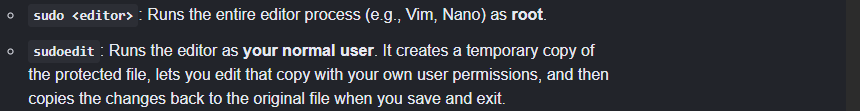 sudo <editor> : Runs the entire editor process (e.g., Vim, Nano) as root.
sudoedit : Runs the editor as your normal user. It creates a temporary copy of
the protected file, lets you edit that copy with your own user permissions, and then
copies the changes back to the original file when you save and exit.